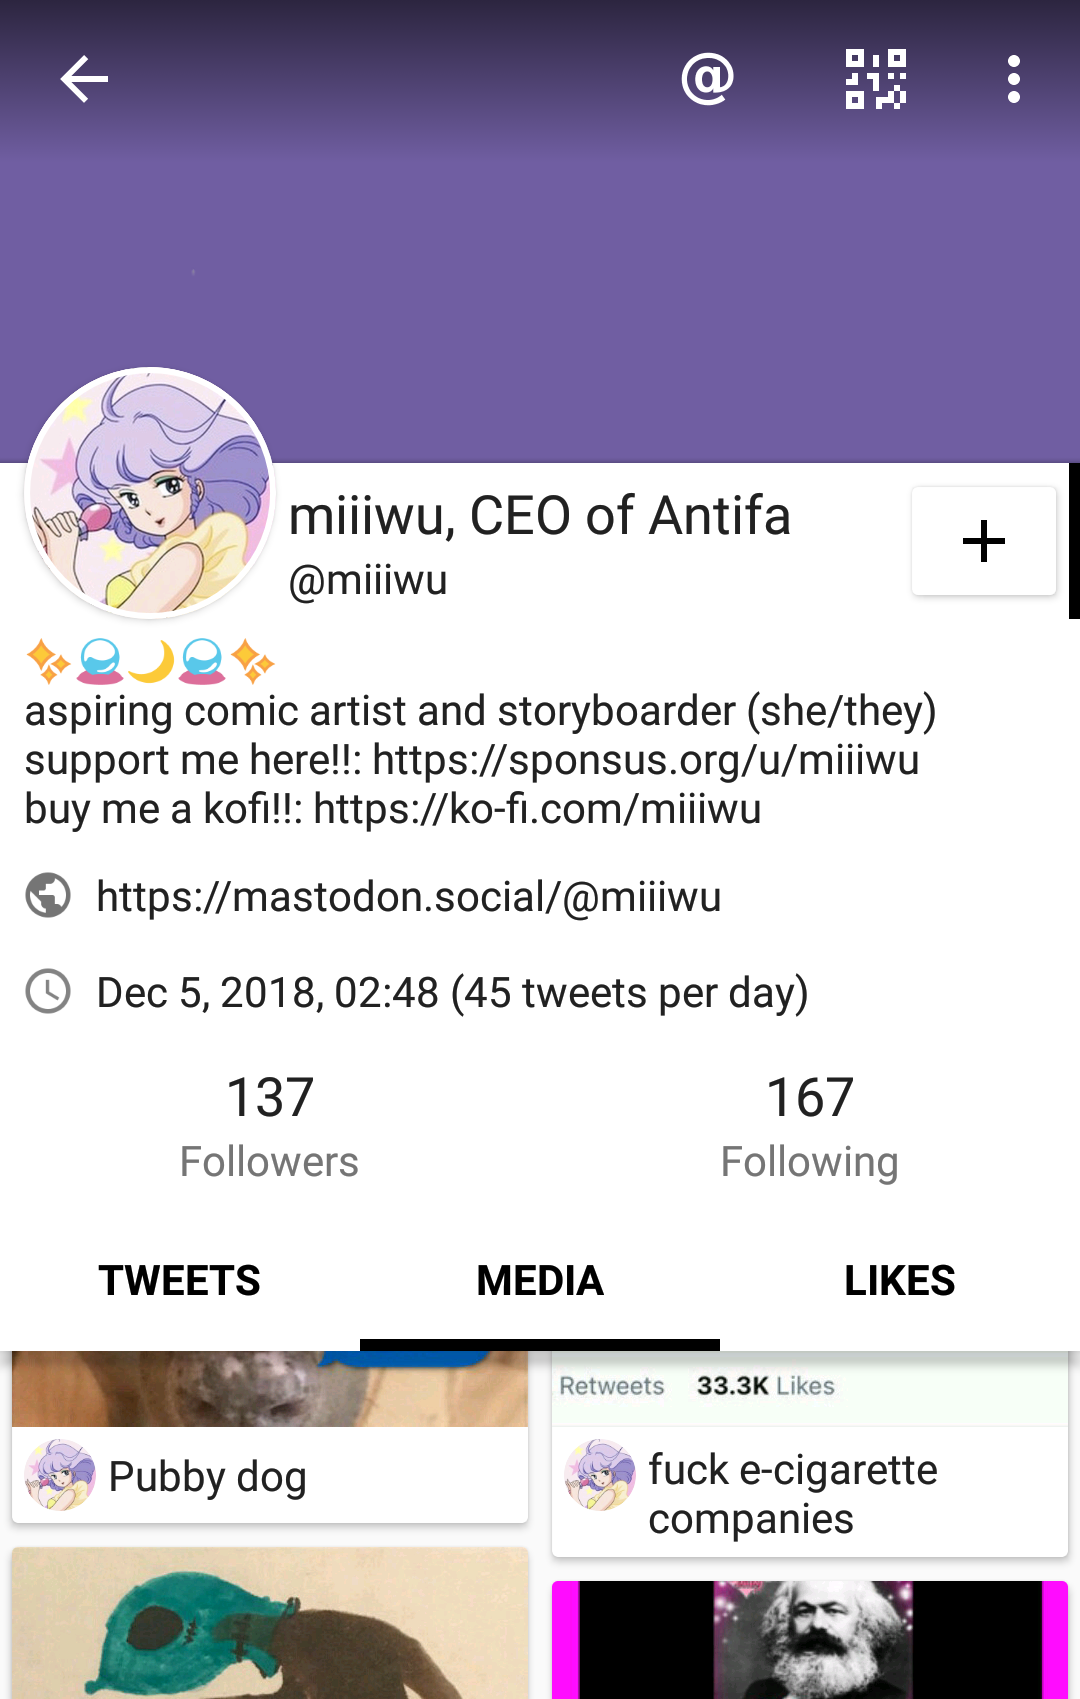 miiiwu, CEO of Antifa
@miiiwu
✨🔮🌙🔮✨
aspiring comic artist and storyboarder (she/they)
support me here!!: https://sponsus.org/u/miiiwu
buy me a kofi!!: https://ko-fi.com/miiiwu
https://mastodon.social/@miiiwu
Dec 5, 2018, 02:48 (45 tweets per day)
137
Followers
167
Following
TWEETS
MEDIA
LIKES
Retweets 33.3K Likes
Pubby dog
fuck e-cigarette
companies